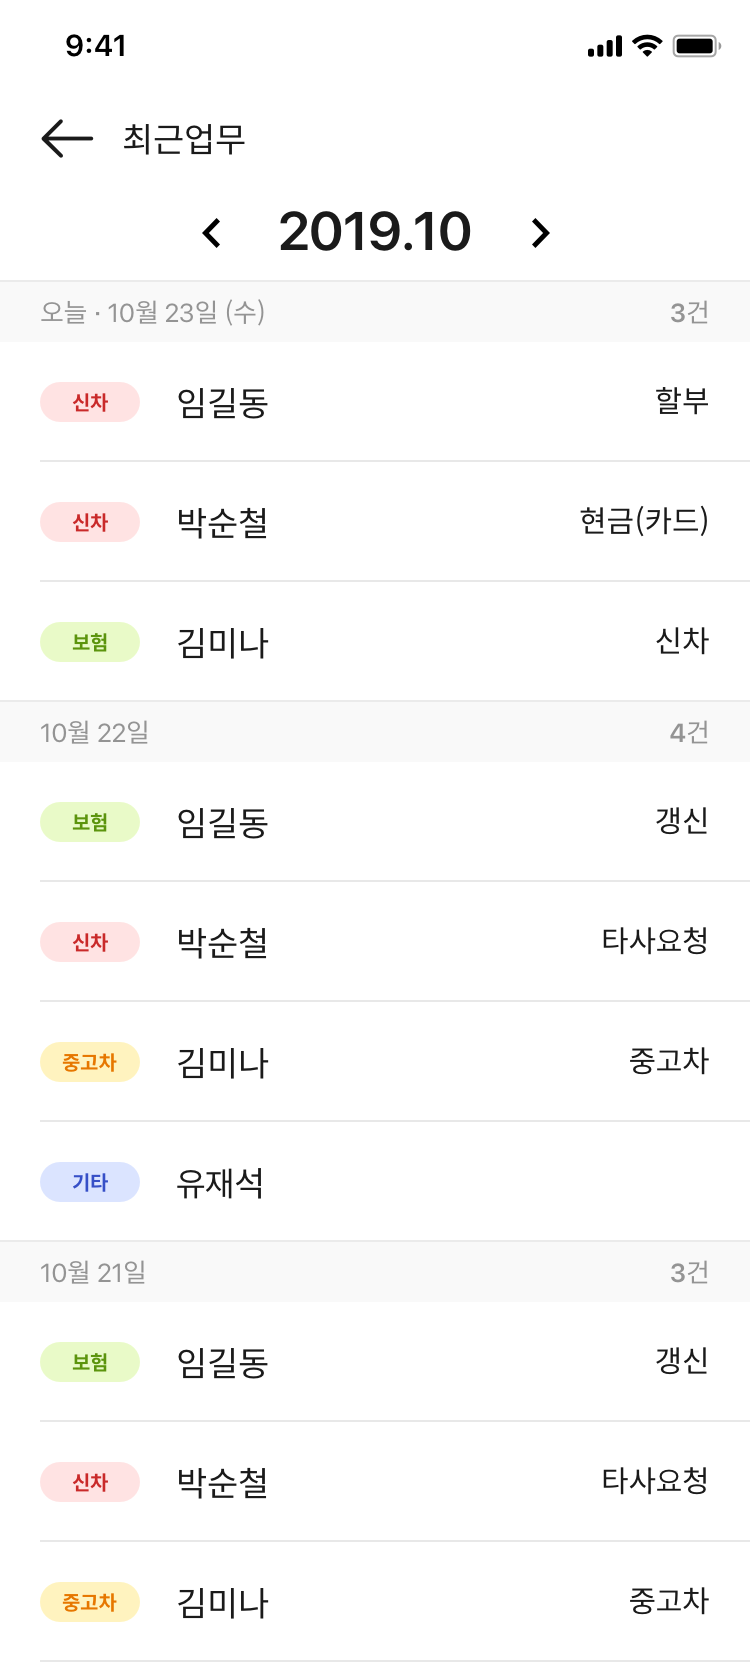 9:41
최근업무
2019.10
오늘 · 10월 23일 (수) 3건
신차 임길동 할부
신차 박순철 현금(카드)
보험 김미나 신차
10월 22일 4건
보험 임길동 갱신
신차 박순철 타사요청
중고차 김미나 중고차
기타 유재석
10월 21일 3건
보험 임길동 갱신
신차 박순철 타사요청
중고차 김미나 중고차